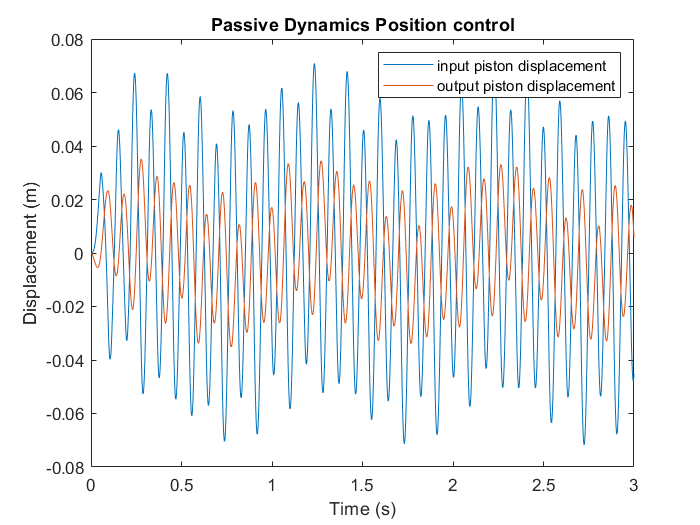 Passive Dynamics Position control
input piston displacement
output piston displacement
0.08
0.06
0.04
0.02
0
-0.02
-0.04
-0.06
-0.08
Displacement (m)
0 0.5 1 1.5 2 2.5 3
Time (s)